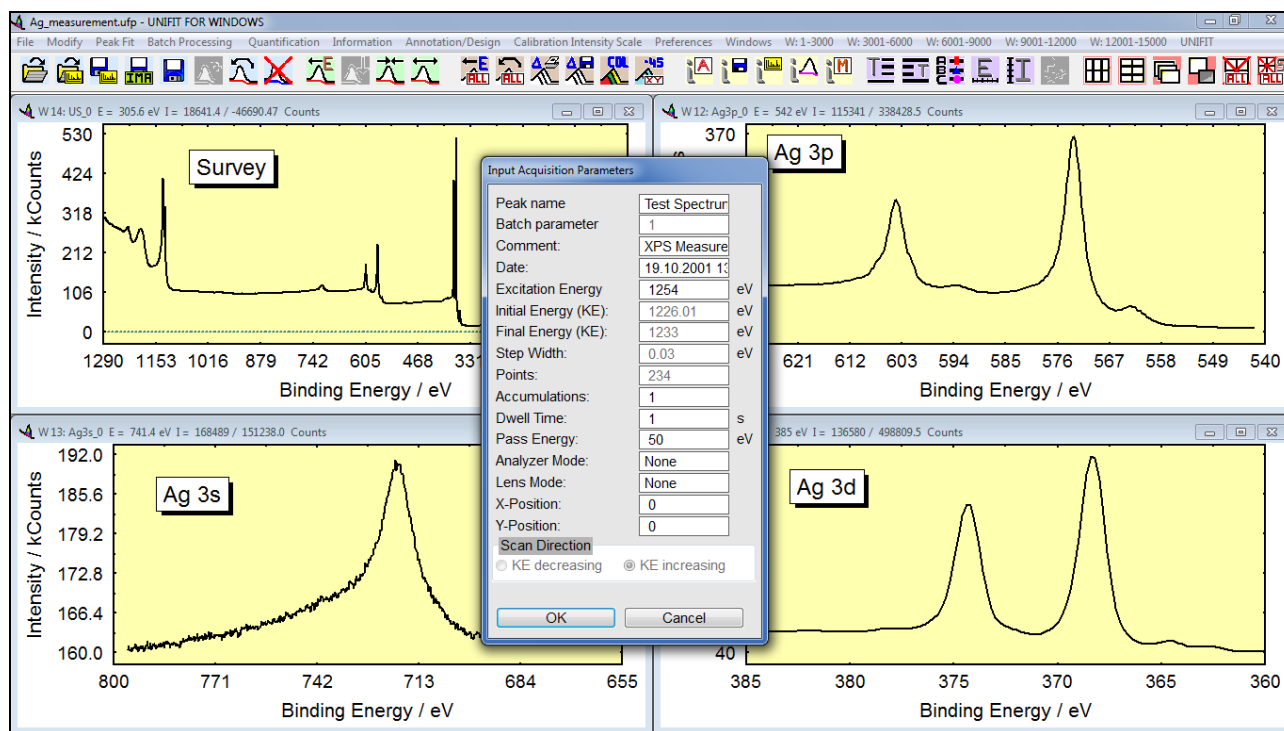 Ag_measurement.ufp - UNIFIT FOR WINDOWS
File Modify Peak Fit Batch Processing Quantification Information Annotation/Design Calibration Intensity Scale Preferences Windows W: 1-3000 W: 3001-6000 W: 6001-9000 W: 9001-12000 W: 12001-15000 UNIFIT
IMA E E ALL ALL COL -45 XY A M E ALL ALL
W 14: US_0 E = 305.6 eV I = 18641.4 / -46690.47 Counts
530
424
318
212
106
0
Intensity / kCounts
Survey
1290 1153 1016 879 742 605 468 331
Binding Energy / eV
W 12: Ag3p_0 E = 542 eV I = 115341 / 338428.5 Counts
370
Ag 3p
621 612 603 594 585 576 567 558 549 540
Binding Energy / eV
W 13: Ag3s_0 E = 741.4 eV I = 168489 / 151238.0 Counts
192.0
185.6
179.2
172.8
166.4
160.0
Intensity / kCounts
Ag 3s
800 771 742 713 684 655
Binding Energy / eV
385 eV I = 136580 / 498809.5 Counts
Ag 3d
40
385 380 375 370 365 360
Binding Energy / eV
Input Acquisition Parameters
Peak name Test Spectrur
Batch parameter 1
Comment: XPS Measure
Date: 19.10.2001 13
Excitation Energy 1254 eV
Initial Energy (KE): 1226.01 eV
Final Energy (KE): 1233 eV
Step Width: 0.03 eV
Points: 234
Accumulations: 1
Dwell Time: 1 s
Pass Energy: 50 eV
Analyzer Mode: None
Lens Mode: None
X-Position: 0
Y-Position: 0
Scan Direction
KE decreasing KE increasing
OK Cancel